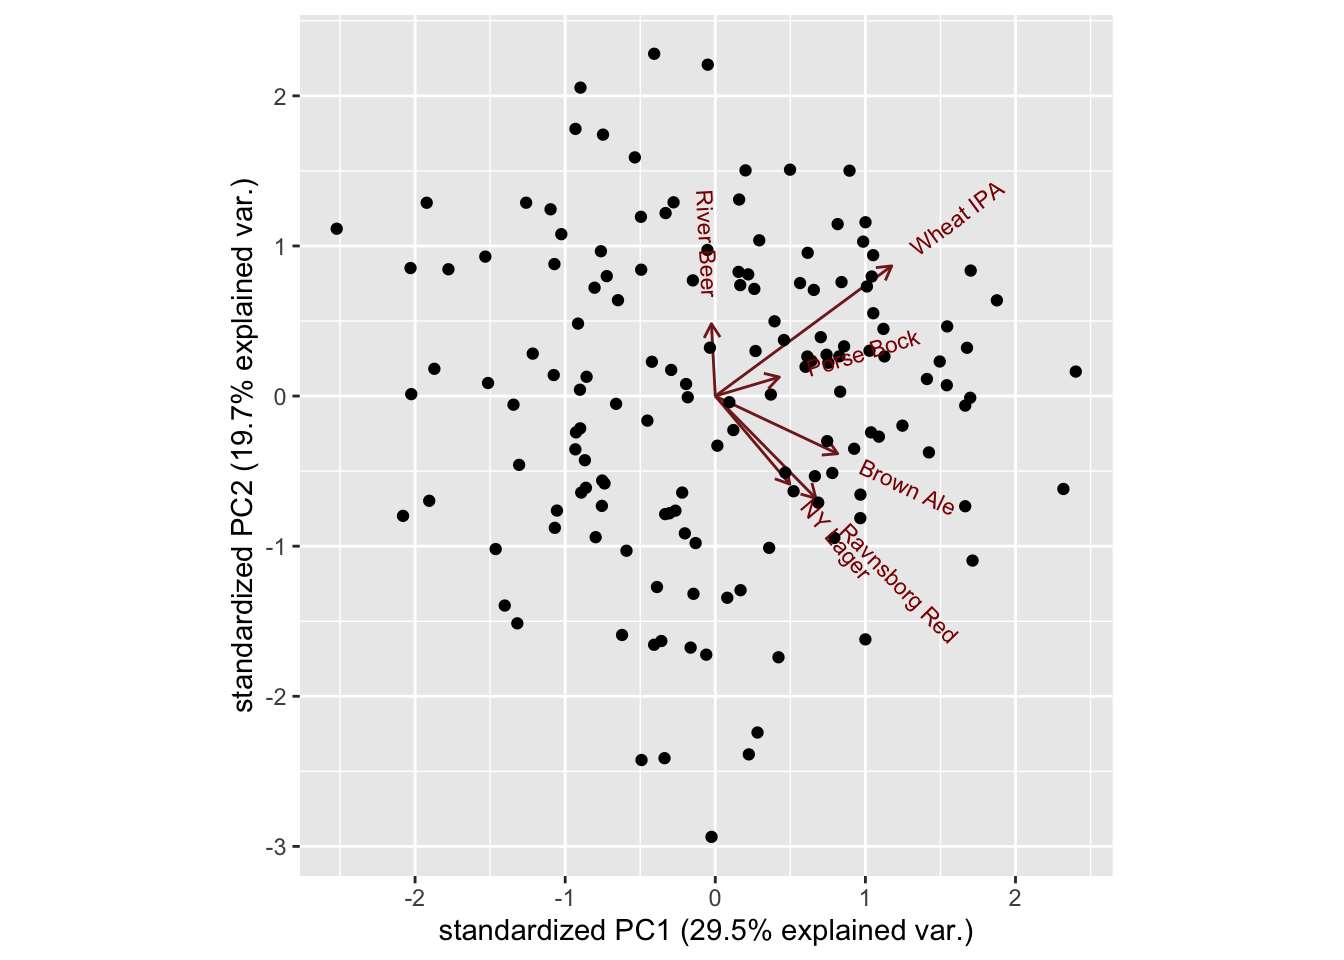 2
1
0
-1
-2
-3
standardized PC2 (19.7% explained var.)
River Beer
Wheat IPA
Porse Bock
Brown Ale
NY Lager
Ravnsborg Red
-2
-1
0
1
2
standardized PC1 (29.5% explained var.)